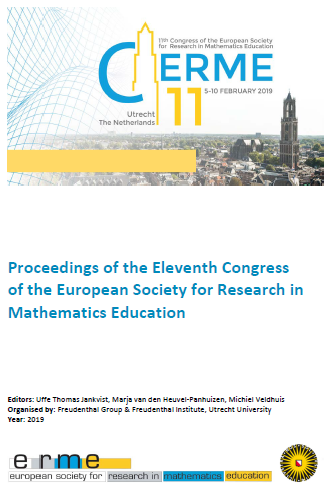 11th Congress of the European Society
for Research in Mathematics Education
CERME
11
5-10 FEBRUARY 2019
Utrecht
The Netherlands
Proceedings of the Eleventh Congress
of the European Society for Research in
Mathematics Education
Editors: Uffe Thomas Jankvist, Marja van den Heuvel-Panhuizen, Michiel Veldhuis
Organised by: Freudenthal Group & Freudenthal Institute, Utrecht University
Year: 2019
erme
european society for research in mathematics education